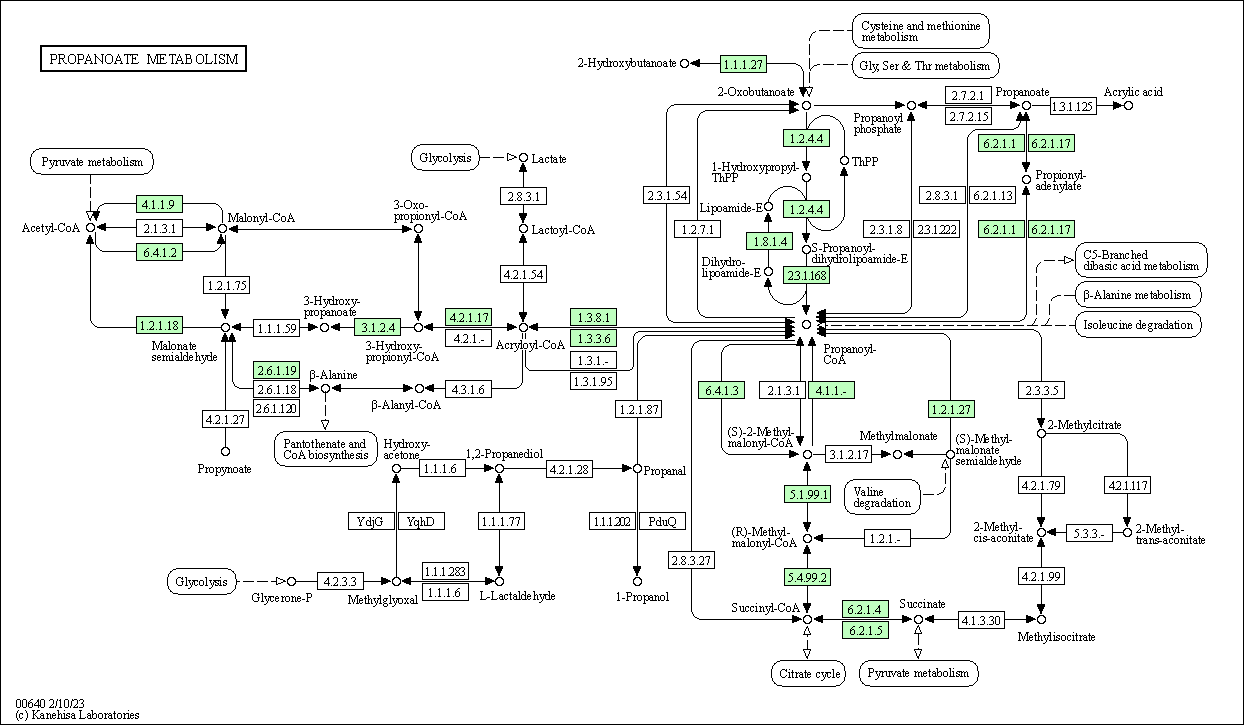 PROPANOATE METABOLISM
Cysteine and methionine
metabolism
2-Hydroxybutanoate
1.1.1.27
Gly, Ser & Thr metabolism
2-Oxobutanoate
2.7.2.1
Propanoate
Acrylic acid
1.3.1.125
2.7.2.15
Propanoyl
phosphate
1.2.4.4
6.2.1.1
6.2.1.17
Pyruvate metabolism
Glycolysis
Lactate
ThPP
1-Hydroxypropyl-
ThPP
Propionyl-
adenylate
2.8.3.1
2.3.1.54
2.8.3.1
6.2.1.13
4.1.1.9
3-Oxo-
propionyl-CoA
Lipoamide-E
1.2.4.4
Malonyl-CoA
Acetyl-CoA
2.1.3.1
Lactoyl-CoA
1.2.7.1
2.3.1.8
2.3.1.222
6.2.1.1
6.2.1.17
6.4.1.2
1.8.1.4
S-Propanoyl-
dihydrolipoamide-E
C5-Branched
dibasic acid metabolism
Dihydro-
lipoamide-E
4.2.1.54
2.3.1.168
1.2.1.75
β-Alanine metabolism
3-Hydroxy-
propanoate
4.2.1.17
1.3.8.1
1.2.1.18
1.1.1.59
3.1.2.4
Isoleucine degradation
4.2.1.-
1.3.3.6
Malonate
semialdehyde
3-Hydroxy-
propionyl-CoA
Acryloyl-CoA
Propanoyl-
CoA
1.3.1.-
2.6.1.19
β-Alanine
1.3.1.95
2.6.1.18
4.3.1.6
6.4.1.3
2.1.3.1
4.1.1.-
2.3.3.5
2.6.1.120
β-Alanyl-CoA
1.2.1.87
1.2.1.27
4.2.1.27
2-Methylcitrate
Pantothenate and
CoA biosynthesis
Hydroxy-
acetone
(S)-2-Methyl-
malonyl-CoA
Methylmalonate
(S)-Methyl-
malonate
semialdehyde
1,2-Propanediol
3.1.2.17
Propynoate
1.1.1.6
4.2.1.28
Propanal
4.2.1.79
4.2.1.117
Valine
degradation
5.1.99.1
YdjG
YqhD
1.1.1.77
1.1.1.202
PduQ
(R)-Methyl-
malonyl-CoA
1.2.1.-
2-Methyl-
cis-aconitate
5.3.3.-
2-Methyl-
trans-aconitate
2.8.3.27
1.1.1.283
Glycolysis
4.2.3.3
5.4.99.2
4.2.1.99
1.1.1.6
Glycerone-P
Methylglyoxal
L-Lactaldehyde
1-Propanol
Succinyl-CoA
6.2.1.4
Succinate
4.1.3.30
6.2.1.5
Methylisocitrate
Citrate cycle
Pyruvate metabolism
00640 2/10/23
(c) Kanehisa Laboratories